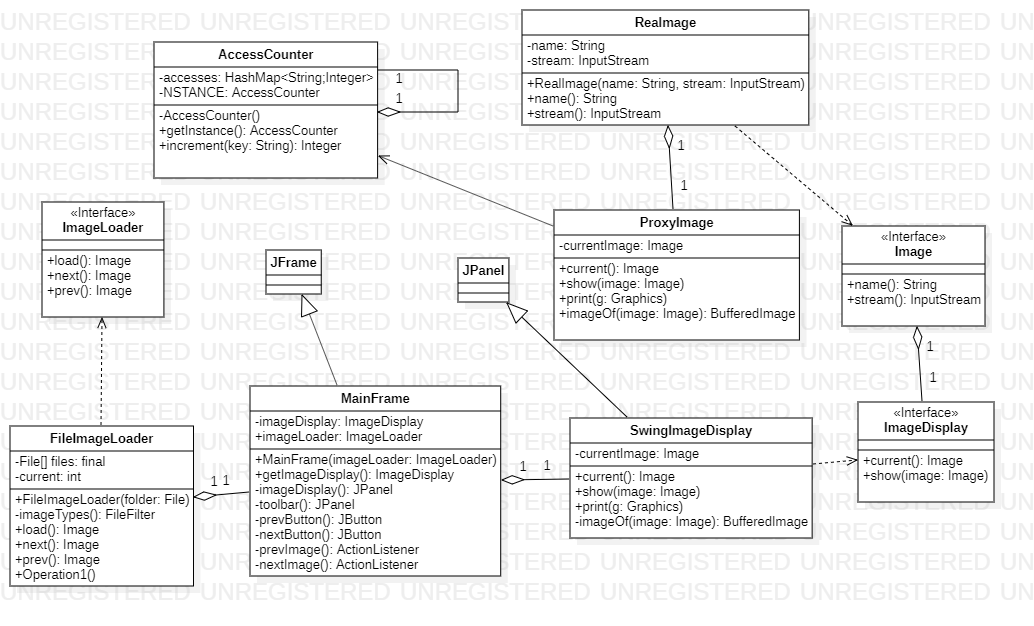 AccessCounter
-accesses: HashMap<String;Integer>
-NSTANCE: AccessCounter
-AccessCounter()
+getInstance(): AccessCounter
+increment(key: String): Integer
1
1
ReaImage
-name: String
-stream: InputStream
+RealImage(name: String, stream: InputStream)
+name(): String
+stream(): InputStream
1
1
«Interface»
ImageLoader
+load(): Image
+next(): Image
+prev(): Image
JFrame
JPanel
ProxyImage
-currentImage: Image
+current(): Image
+show(image: Image)
+print(g: Graphics)
+imageOf(image: Image): BufferedImage
«Interface»
Image
+name(): String
+stream(): InputStream
1
1
FileImageLoader
-File[] files: final
-current: int
+FileImageLoader(folder: File)
-imageTypes(): FileFilter
+load(): Image
+next(): Image
+prev(): Image
+Operation1()
1 1
MainFrame
-imageDisplay: ImageDisplay
+imageLoader: ImageLoader
+MainFrame(imageLoader: ImageLoader)
+getImageDisplay(): ImageDisplay
-imageDisplay(): JPanel
-toolbar(): JPanel
-prevButton(): JButton
-nextButton(): JButton
-prevImage(): ActionListener
-nextImage(): ActionListener
1 1
SwingImageDisplay
-currentImage: Image
+current(): Image
+show(image: Image)
+print(g: Graphics)
-imageOf(image: Image): BufferedImage
«Interface»
ImageDisplay
+current(): Image
+show(image: Image)
UNREGISTERED